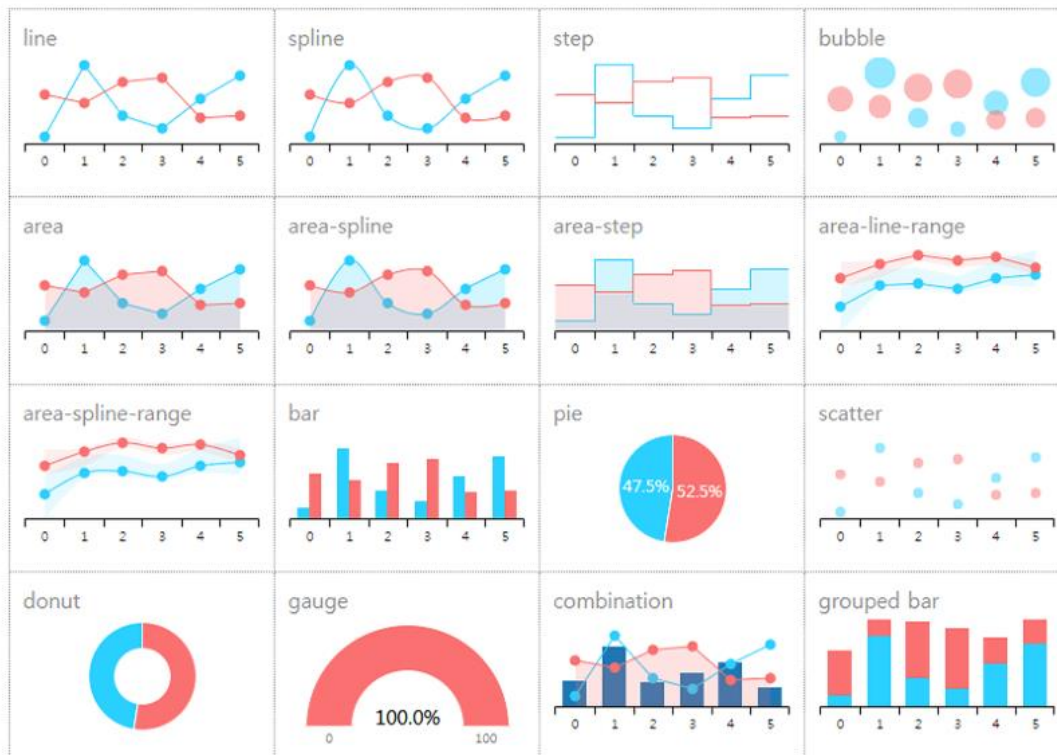 line
0 1 2 3 4 5
spline
0 1 2 3 4 5
step
0 1 2 3 4 5
bubble
0 1 2 3 4 5
area
0 1 2 3 4 5
area-spline
0 1 2 3 4 5
area-step
0 1 2 3 4 5
area-line-range
0 1 2 3 4 5
area-spline-range
0 1 2 3 4 5
bar
0 1 2 3 4 5
pie
47.5% 52.5%
scatter
0 1 2 3 4 5
donut
gauge
100.0%
0 100
combination
0 1 2 3 4 5
grouped bar
0 1 2 3 4 5